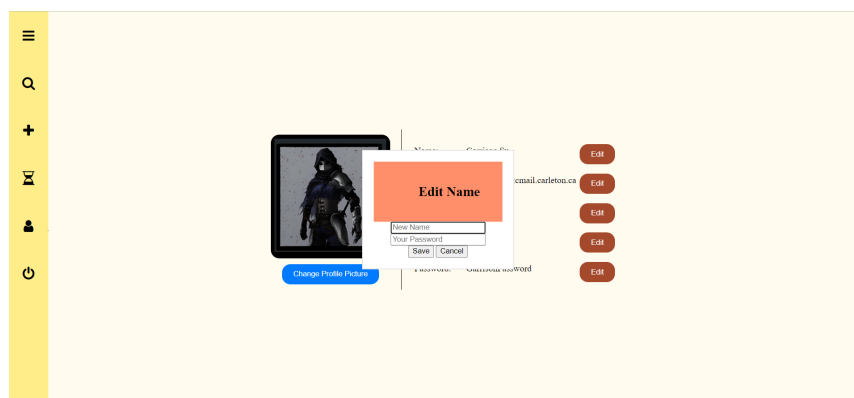 Edit
cmail.carleton.ca Edit
Edit Name
Edit
New Name
Your Password
Edit
Save Cancel
Edit
Change Profile Picture